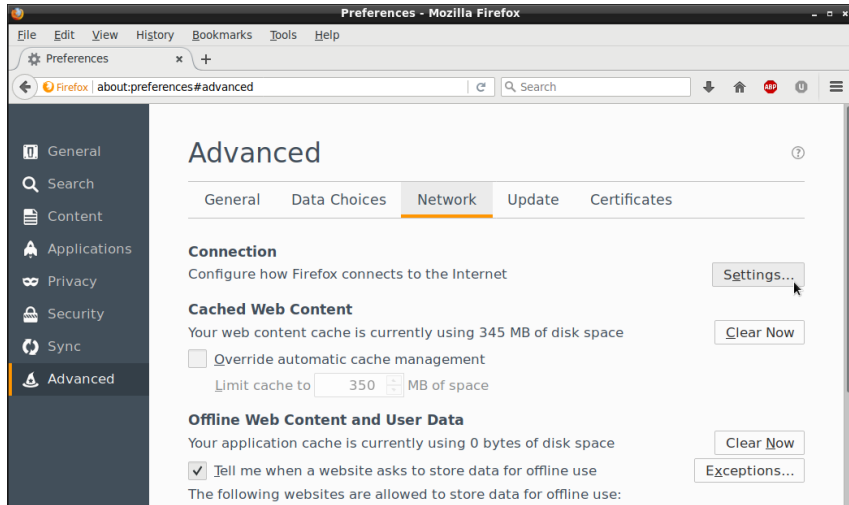 Preferences - Mozilla Firefox
File Edit View History Bookmarks Tools Help
Preferences × +
Firefox about:preferences#advanced Search ABP U
General
Search
Content
Applications
Privacy
Security
Sync
Advanced
Advanced ?
General Data Choices Network Update Certificates
Connection
Configure how Firefox connects to the Internet Settings...
Cached Web Content
Your web content cache is currently using 345 MB of disk space Clear Now
Override automatic cache management
Limit cache to 350 MB of space
Offline Web Content and User Data
Your application cache is currently using 0 bytes of disk space Clear Now
Tell me when a website asks to store data for offline use Exceptions...
The following websites are allowed to store data for offline use: